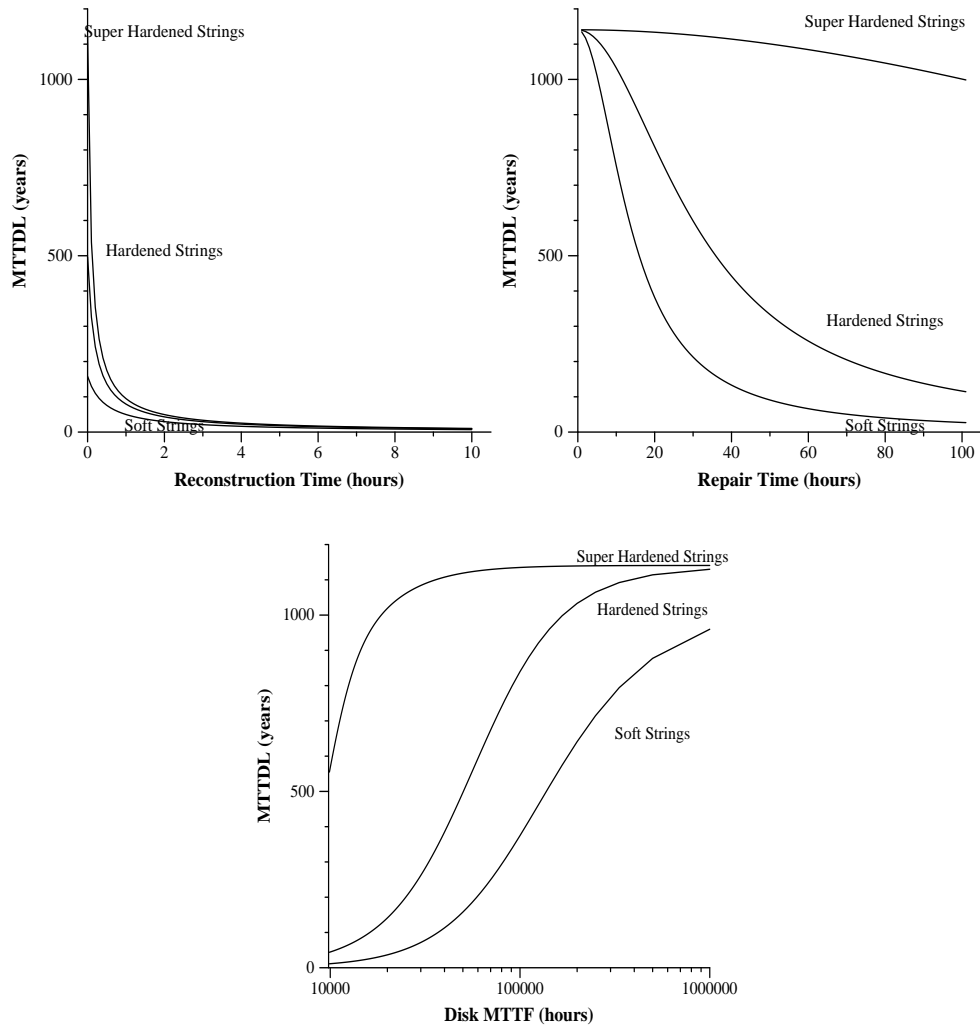 Super Hardened Strings
1000
Hardened Strings
500
Soft Strings
0
0 2 4 6 8 10
MTTDL (years)
Reconstruction Time (hours)
Super Hardened Strings
1000
500
Hardened Strings
Soft Strings
0
0 20 40 60 80 100
MTTDL (years)
Repair Time (hours)
Super Hardened Strings
1000
Hardened Strings
Soft Strings
500
0
10000 100000 1000000
MTTDL (years)
Disk MTTF (hours)